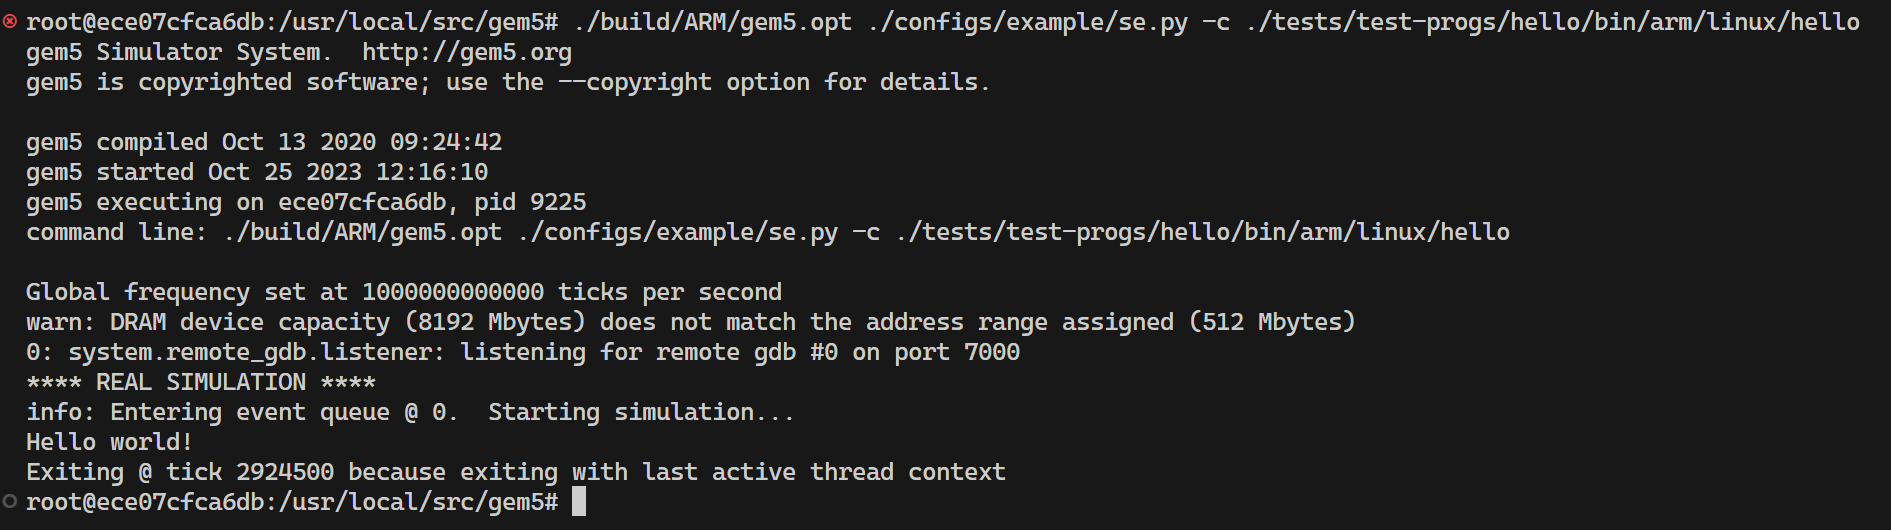 root@ece07cfca6db:/usr/local/src/gem5# ./build/ARM/gem5.opt ./configs/example/se.py -c ./tests/test-progs/hello/bin/arm/linux/hello
gem5 Simulator System.  http://gem5.org
gem5 is copyrighted software; use the --copyright option for details.

gem5 compiled Oct 13 2020 09:24:42
gem5 started Oct 25 2023 12:16:10
gem5 executing on ece07cfca6db, pid 9225
command line: ./build/ARM/gem5.opt ./configs/example/se.py -c ./tests/test-progs/hello/bin/arm/linux/hello

Global frequency set at 1000000000000 ticks per second
warn: DRAM device capacity (8192 Mbytes) does not match the address range assigned (512 Mbytes)
0: system.remote_gdb.listener: listening for remote gdb #0 on port 7000
**** REAL SIMULATION ****
info: Entering event queue @ 0.  Starting simulation...
Hello world!
Exiting @ tick 2924500 because exiting with last active thread context
root@ece07cfca6db:/usr/local/src/gem5#